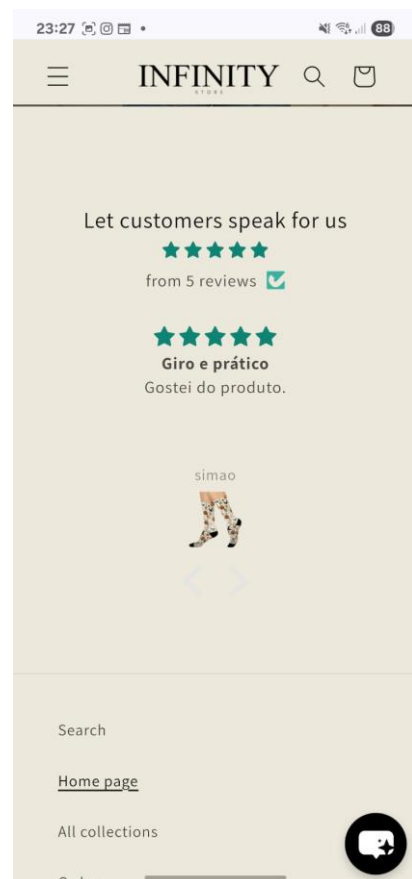 23:27
88
INFINITY
STORE
Let customers speak for us
from 5 reviews
Giro e prático
Gostei do produto.
simao
Search
Home page
All collections